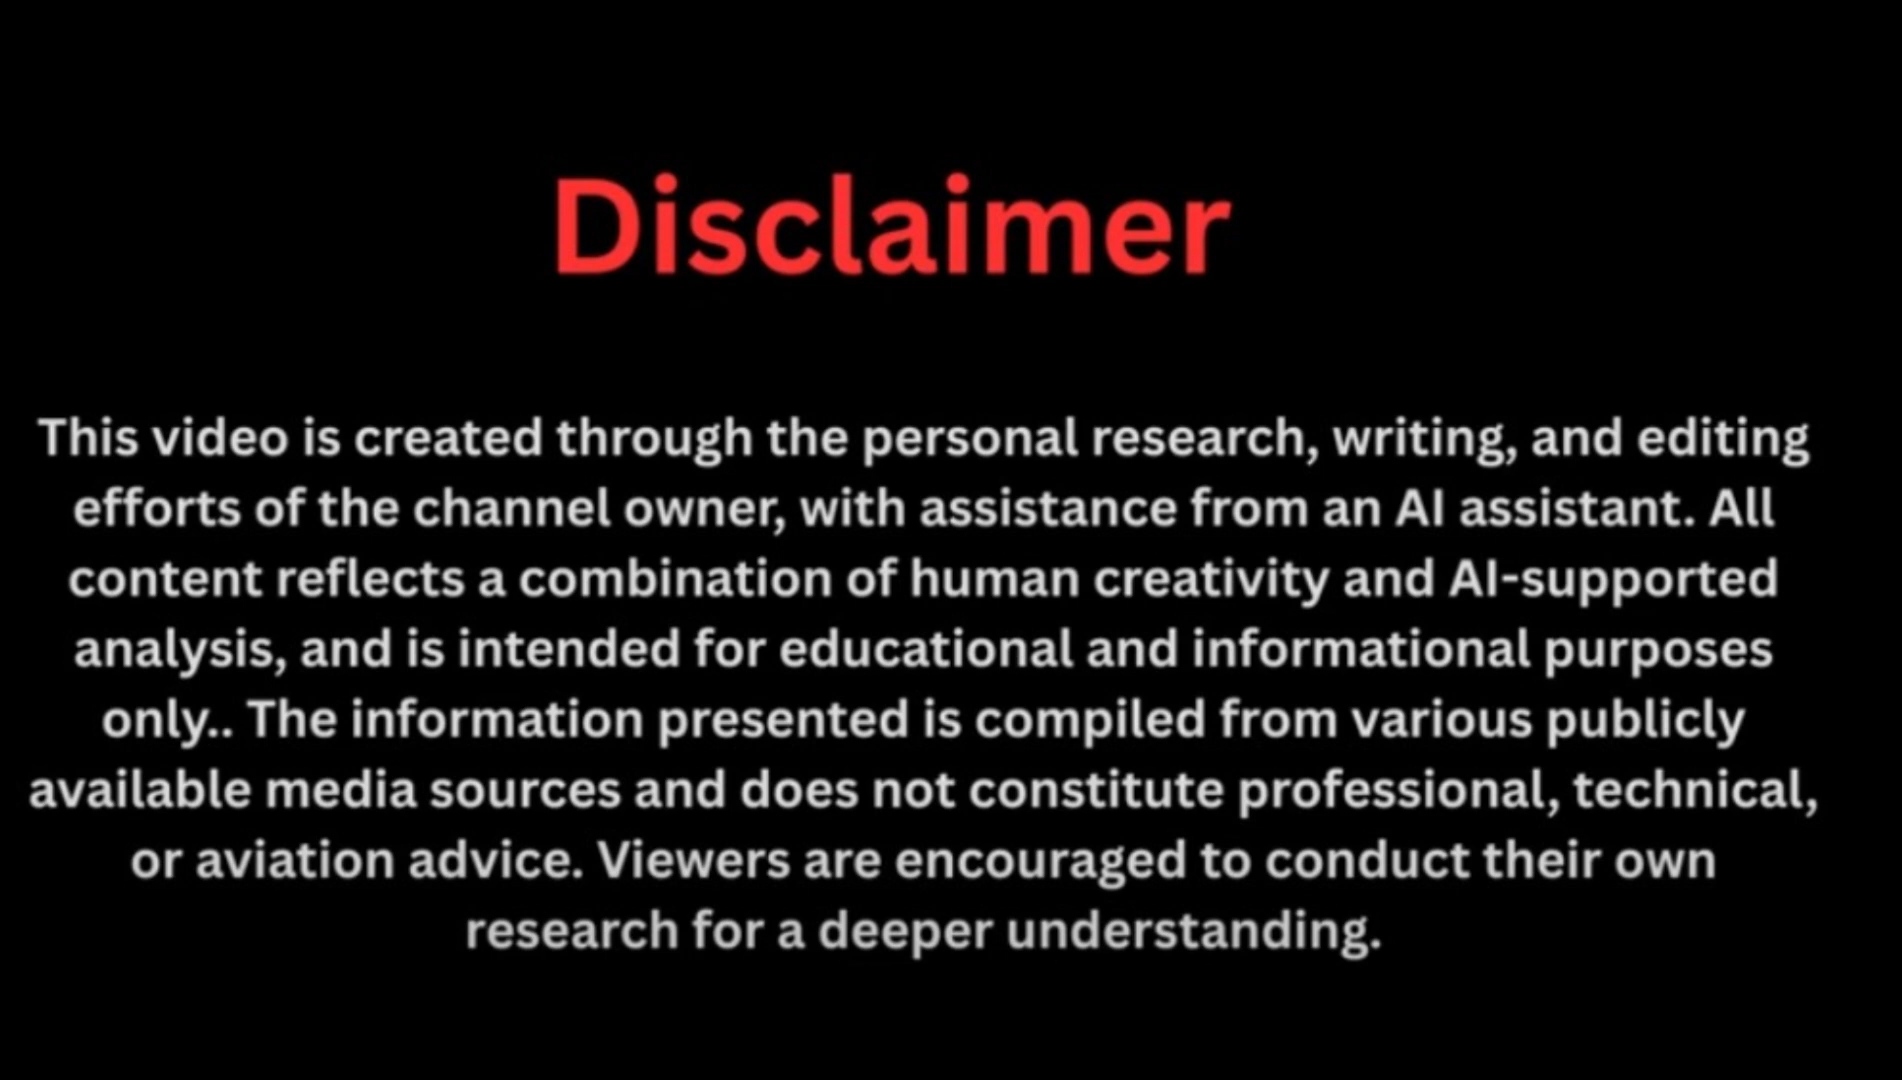 Disclaimer
This video is created through the personal research, writing, and editing
efforts of the channel owner, with assistance from an AI assistant. All
content reflects a combination of human creativity and AI-supported
analysis, and is intended for educational and informational purposes
only.. The information presented is compiled from various publicly
available media sources and does not constitute professional, technical,
or aviation advice. Viewers are encouraged to conduct their own
research for a deeper understanding.